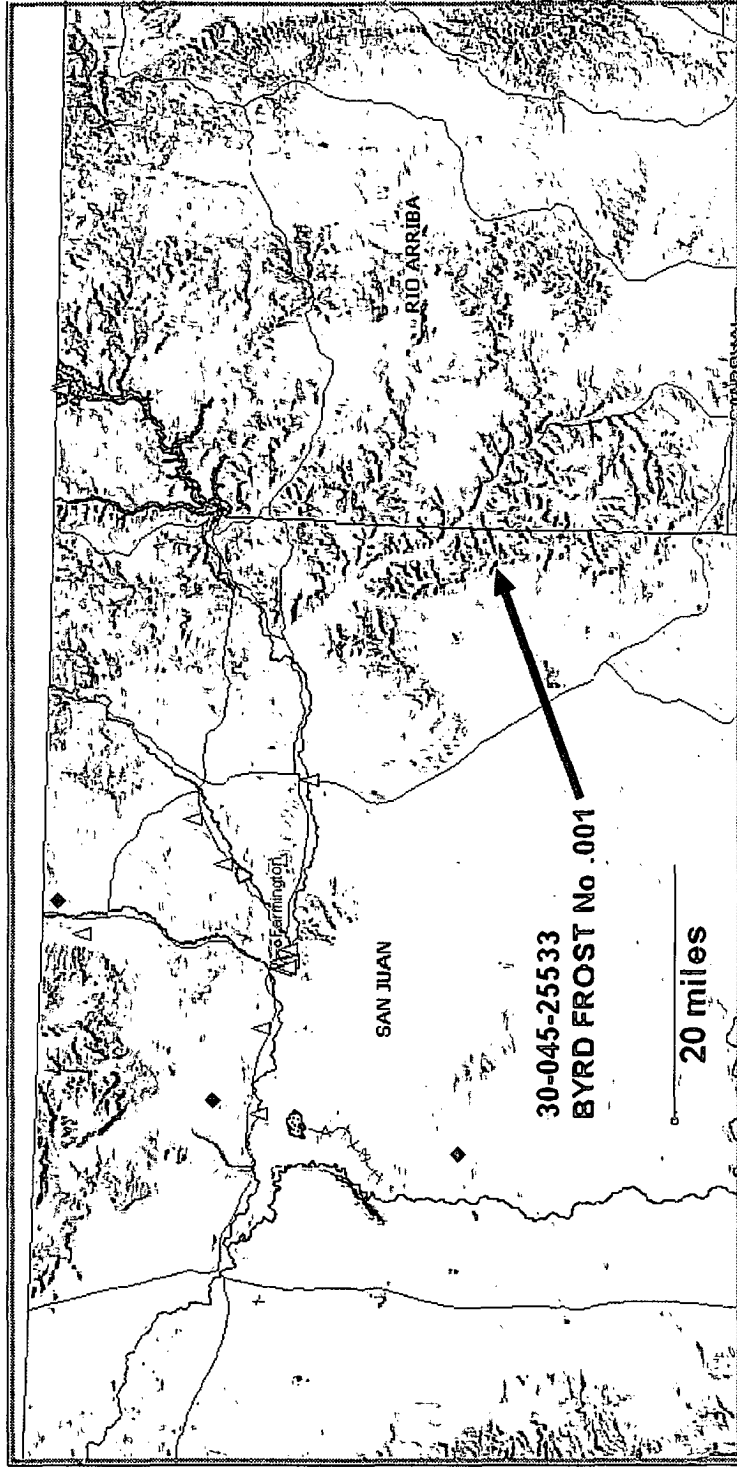 Farmington
SAN JUAN
RIO ARRIBA
30-045-25533
BYRD FROST No .001
20 miles